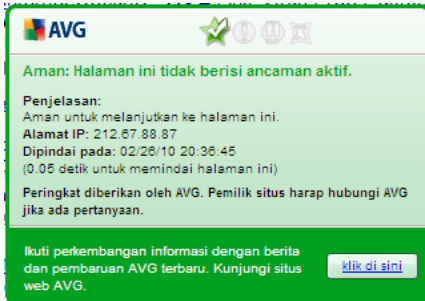 AVG
Aman: Halaman ini tidak berisi ancaman aktif.
Penjelasan:
Aman untuk melanjutkan ke halaman ini.
Alamat IP: 212.67.88.87
Dipindai pada: 02/26/10 20:36:45
(0.05 detik untuk memindai halaman ini)
Peringkat diberikan oleh AVG. Pemilik situs harap hubungi AVG
jika ada pertanyaan.
Ikuti perkembangan informasi dengan berita
dan pembaruan AVG terbaru. Kunjungi situs
web AVG.
klik di sini